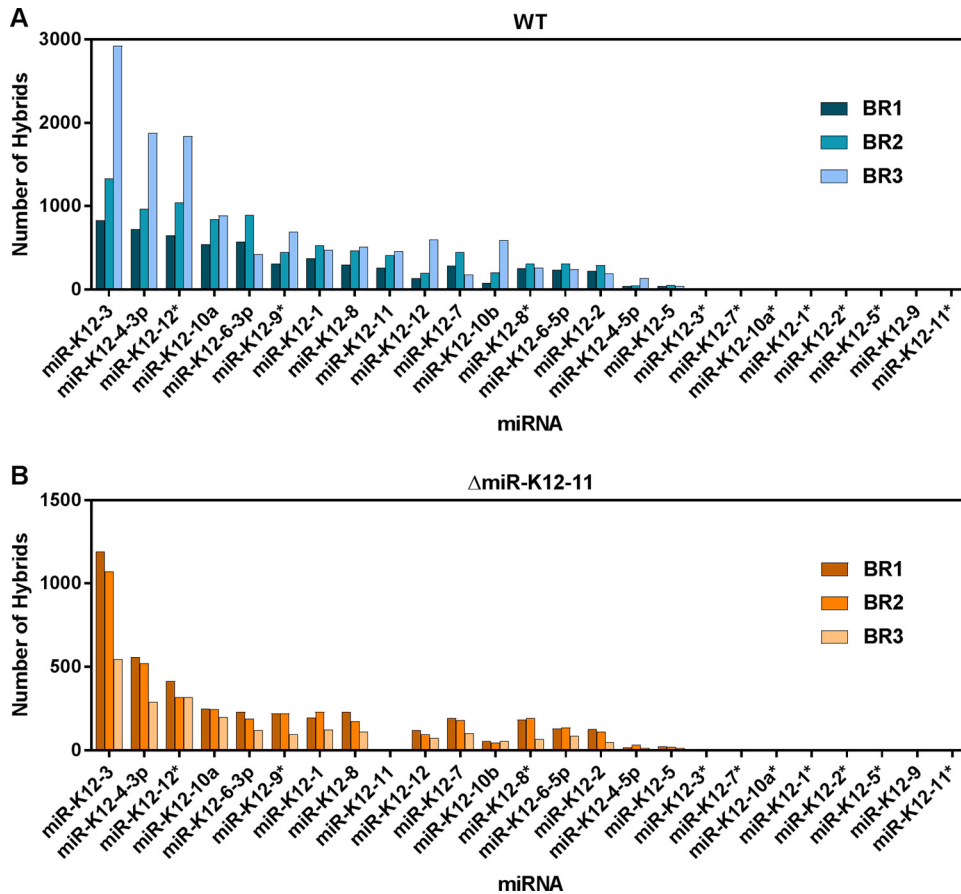 A
WT
Number of Hybrids
3000
2000
1000
0
BR1
BR2
BR3
miR-K12-3
miR-K12-4-3p
miR-K12-12*
miR-K12-10a
miR-K12-6-3p
miR-K12-9*
miR-K12-1
miR-K12-8
miR-K12-11
miR-K12-12
miR-K12-7
miR-K12-10b
miR-K12-8*
miR-K12-6-5p
miR-K12-2
miR-K12-4-5p
miR-K12-5
miR-K12-3*
miR-K12-7*
miR-K12-10a*
miR-K12-1*
miR-K12-2*
miR-K12-5*
miR-K12-9
miR-K12-11*
miRNA
B
ΔmiR-K12-11
Number of Hybrids
1500
1000
500
0
BR1
BR2
BR3
miR-K12-3
miR-K12-4-3p
miR-K12-12*
miR-K12-10a
miR-K12-6-3p
miR-K12-9*
miR-K12-1
miR-K12-8
miR-K12-11
miR-K12-12
miR-K12-7
miR-K12-10b
miR-K12-8*
miR-K12-6-5p
miR-K12-2
miR-K12-4-5p
miR-K12-5
miR-K12-3*
miR-K12-7*
miR-K12-10a*
miR-K12-1*
miR-K12-2*
miR-K12-5*
miR-K12-9
miR-K12-11*
miRNA